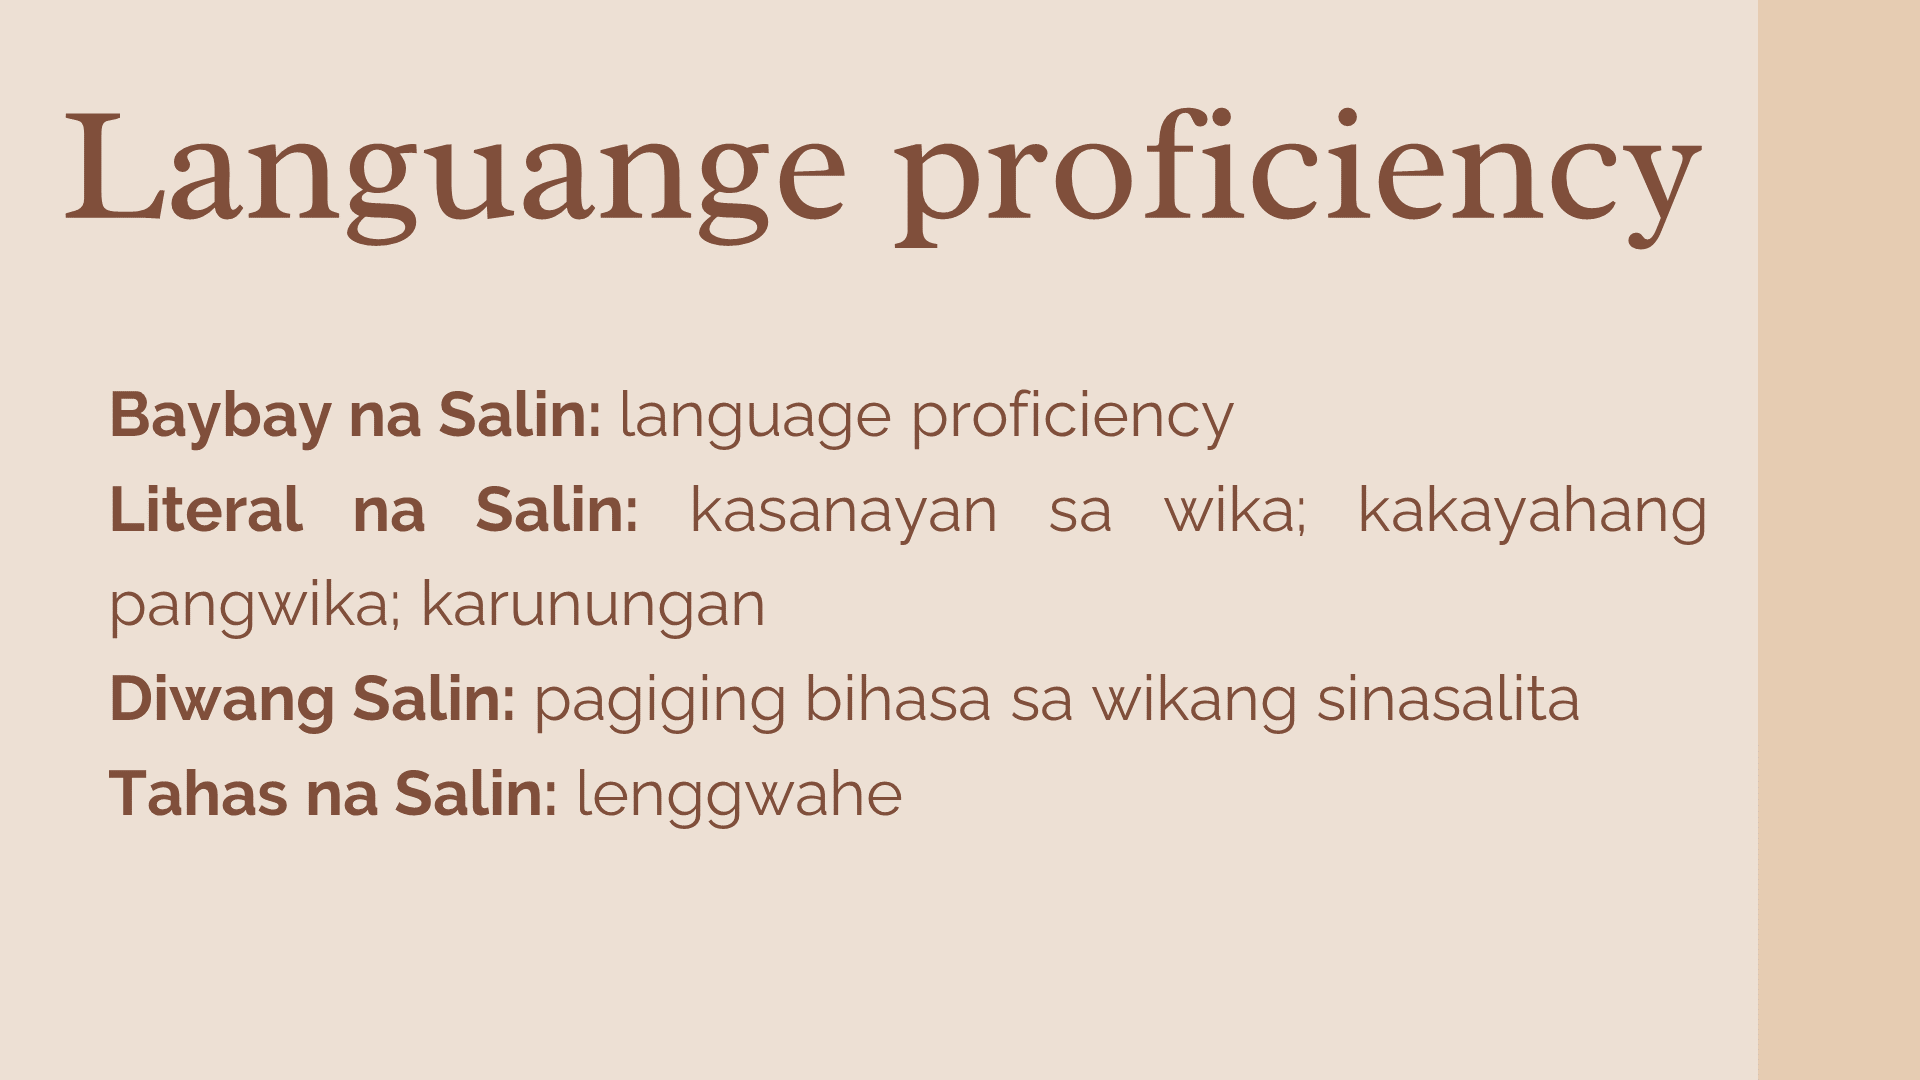 Languange proficiency
Baybay na Salin: language proficiency
Literal na Salin: kasanayan sa wika; kakayahang
pangwika; karunungan
Diwang Salin: pagiging bihasa sa wikang sinasalita
Tahas na Salin: lenggwahe